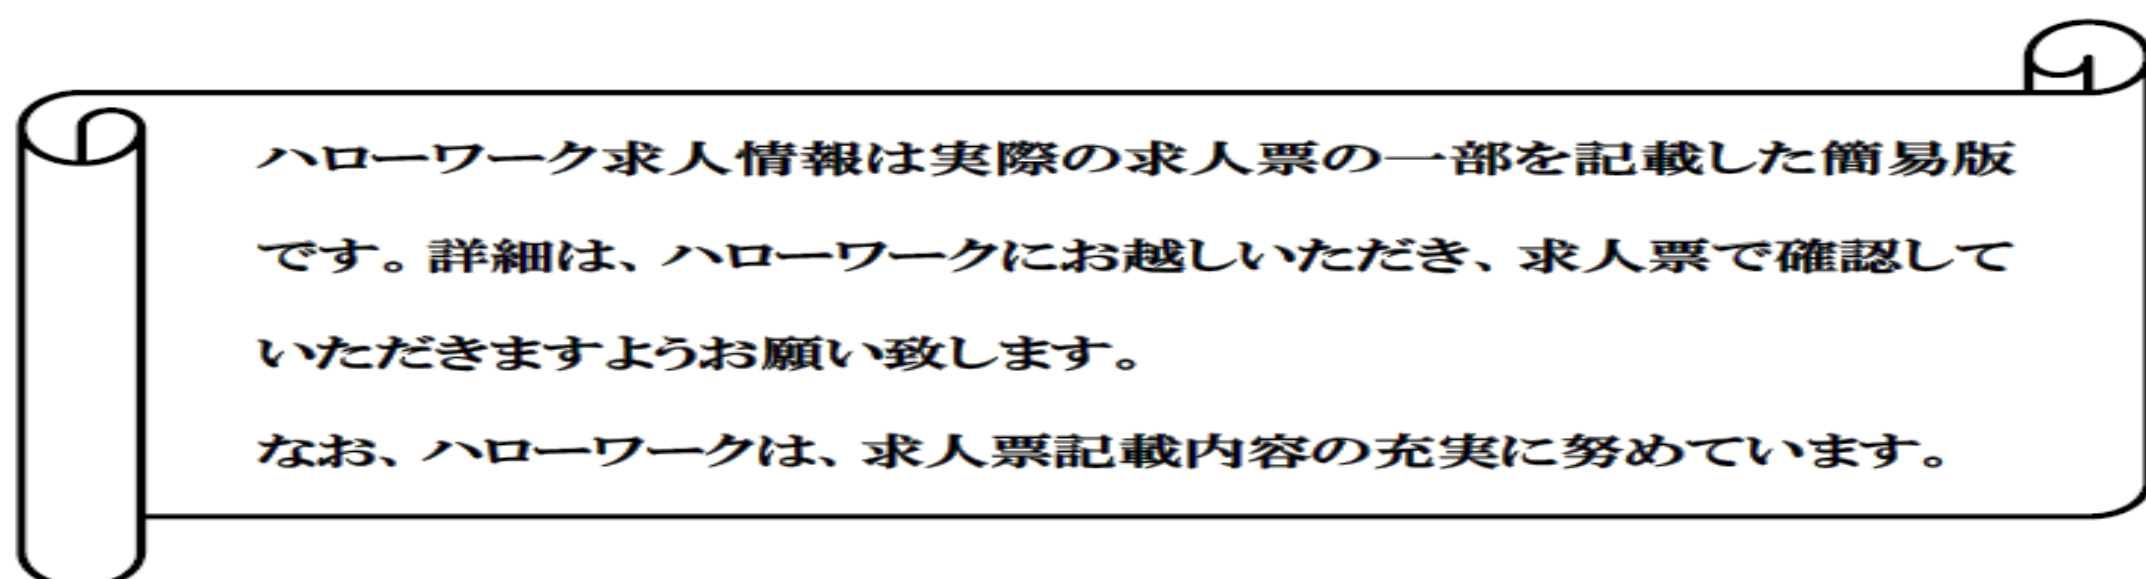 ハローワーク求人情報は実際の求人票の一部を記載した簡易版
です。詳細は、ハローワークにお越しいただき、求人票で確認して
いただきますようお願い致します。
なお、ハローワークは、求人票記載内容の充実に努めています。